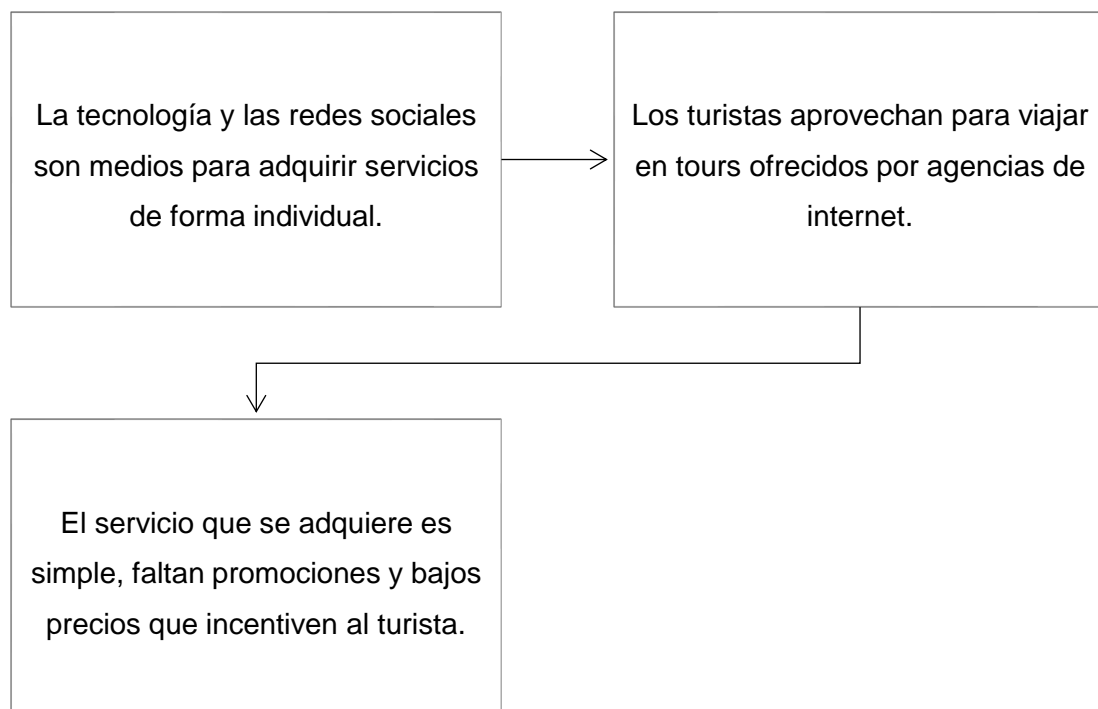 La tecnología y las redes sociales
son medios para adquirir servicios
de forma individual.
Los turistas aprovechan para viajar
en tours ofrecidos por agencias de
internet.
El servicio que se adquiere es
simple, faltan promociones y bajos
precios que incentiven al turista.